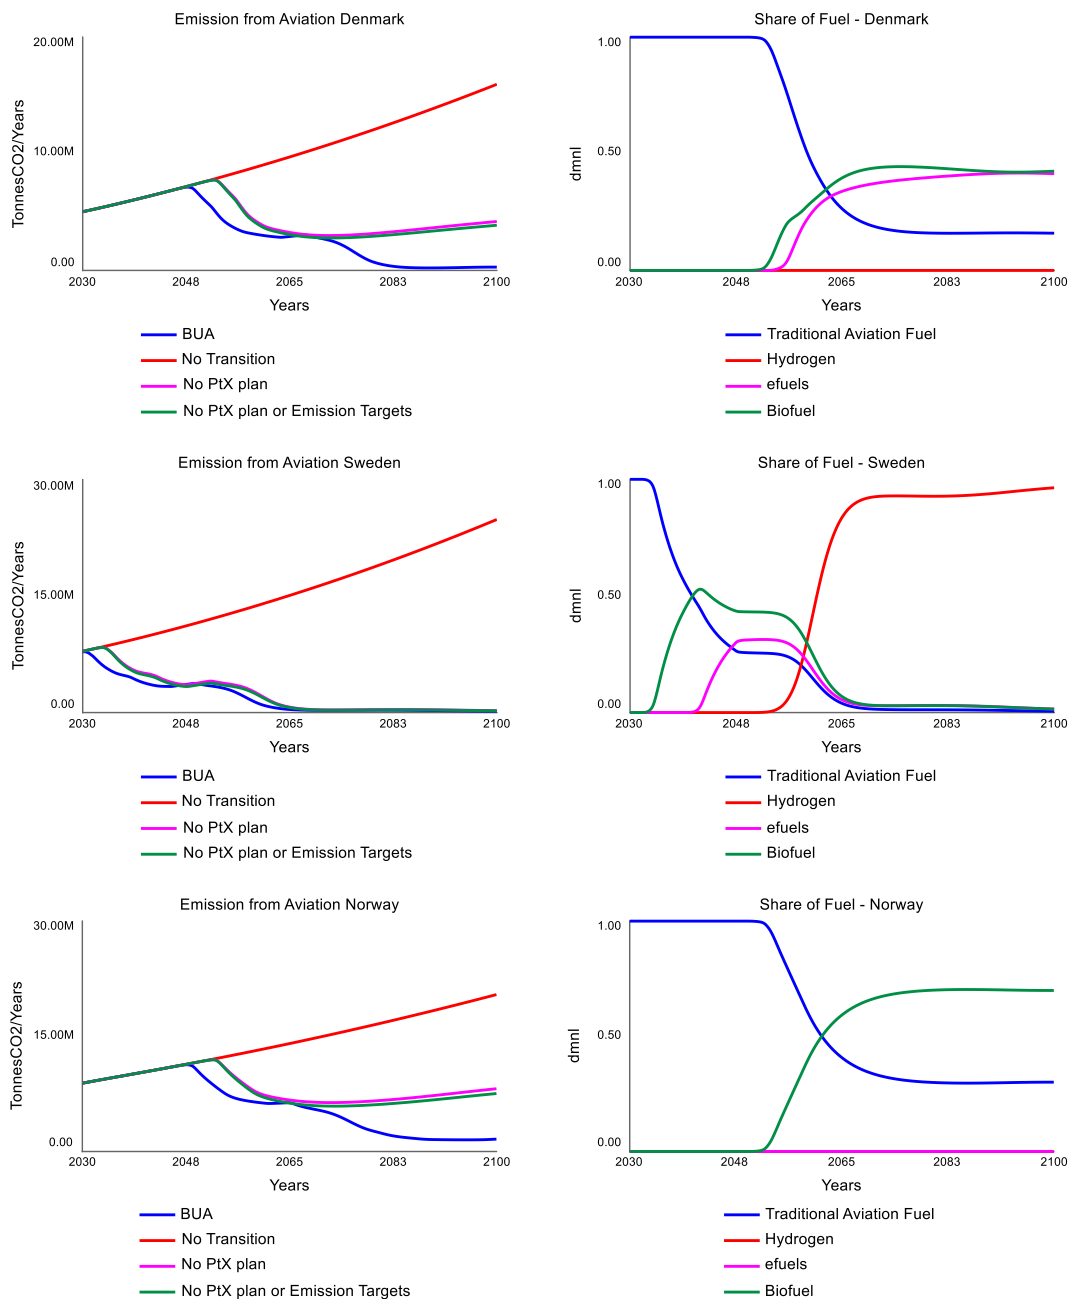 Emission from Aviation Denmark
20.00M
10.00M
0.00
TonnesCO2/Years
2030 2048 2065 2083 2100
Years
BUA
No Transition
No PtX plan
No PtX plan or Emission Targets
Share of Fuel - Denmark
1.00
0.50
0.00
dmnl
2030 2048 2065 2083 2100
Years
Traditional Aviation Fuel
Hydrogen
efuels
Biofuel
Emission from Aviation Sweden
30.00M
15.00M
0.00
TonnesCO2/Years
2030 2048 2065 2083 2100
Years
BUA
No Transition
No PtX plan
No PtX plan or Emission Targets
Share of Fuel - Sweden
1.00
0.50
0.00
dmnl
2030 2048 2065 2083 2100
Years
Traditional Aviation Fuel
Hydrogen
efuels
Biofuel
Emission from Aviation Norway
30.00M
15.00M
0.00
TonnesCO2/Years
2030 2048 2065 2083 2100
Years
BUA
No Transition
No PtX plan
No PtX plan or Emission Targets
Share of Fuel - Norway
1.00
0.50
0.00
dmnl
2030 2048 2065 2083 2100
Years
Traditional Aviation Fuel
Hydrogen
efuels
Biofuel